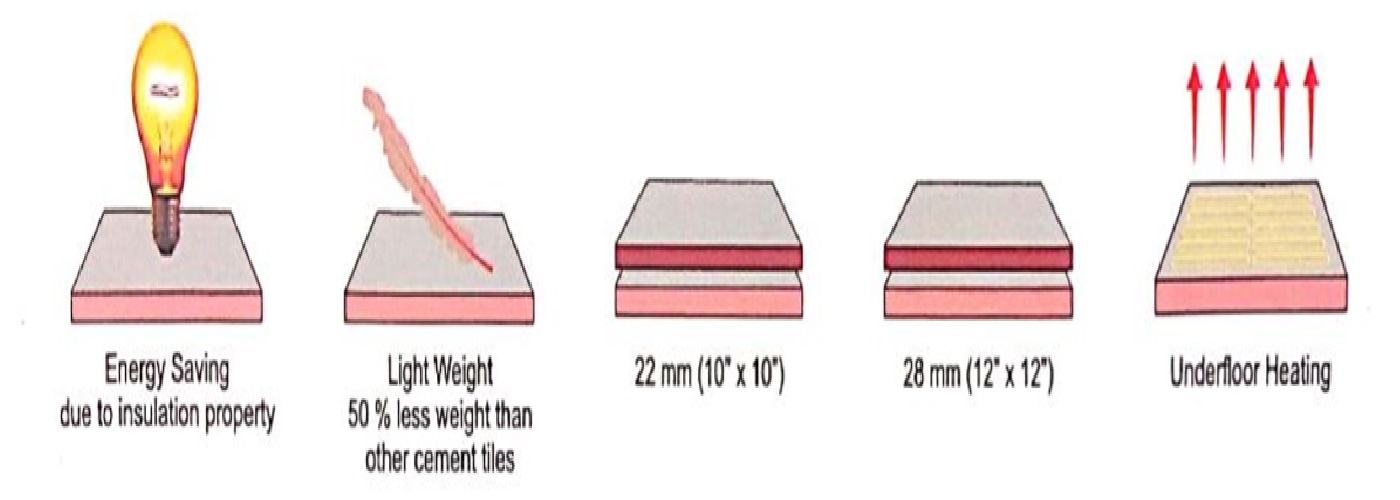 Energy Saving
due to insulation property
Light Weight
50 % less weight than
other cement tiles
22 mm (10" x 10")
28 mm (12" x 12")
Underfloor Heating